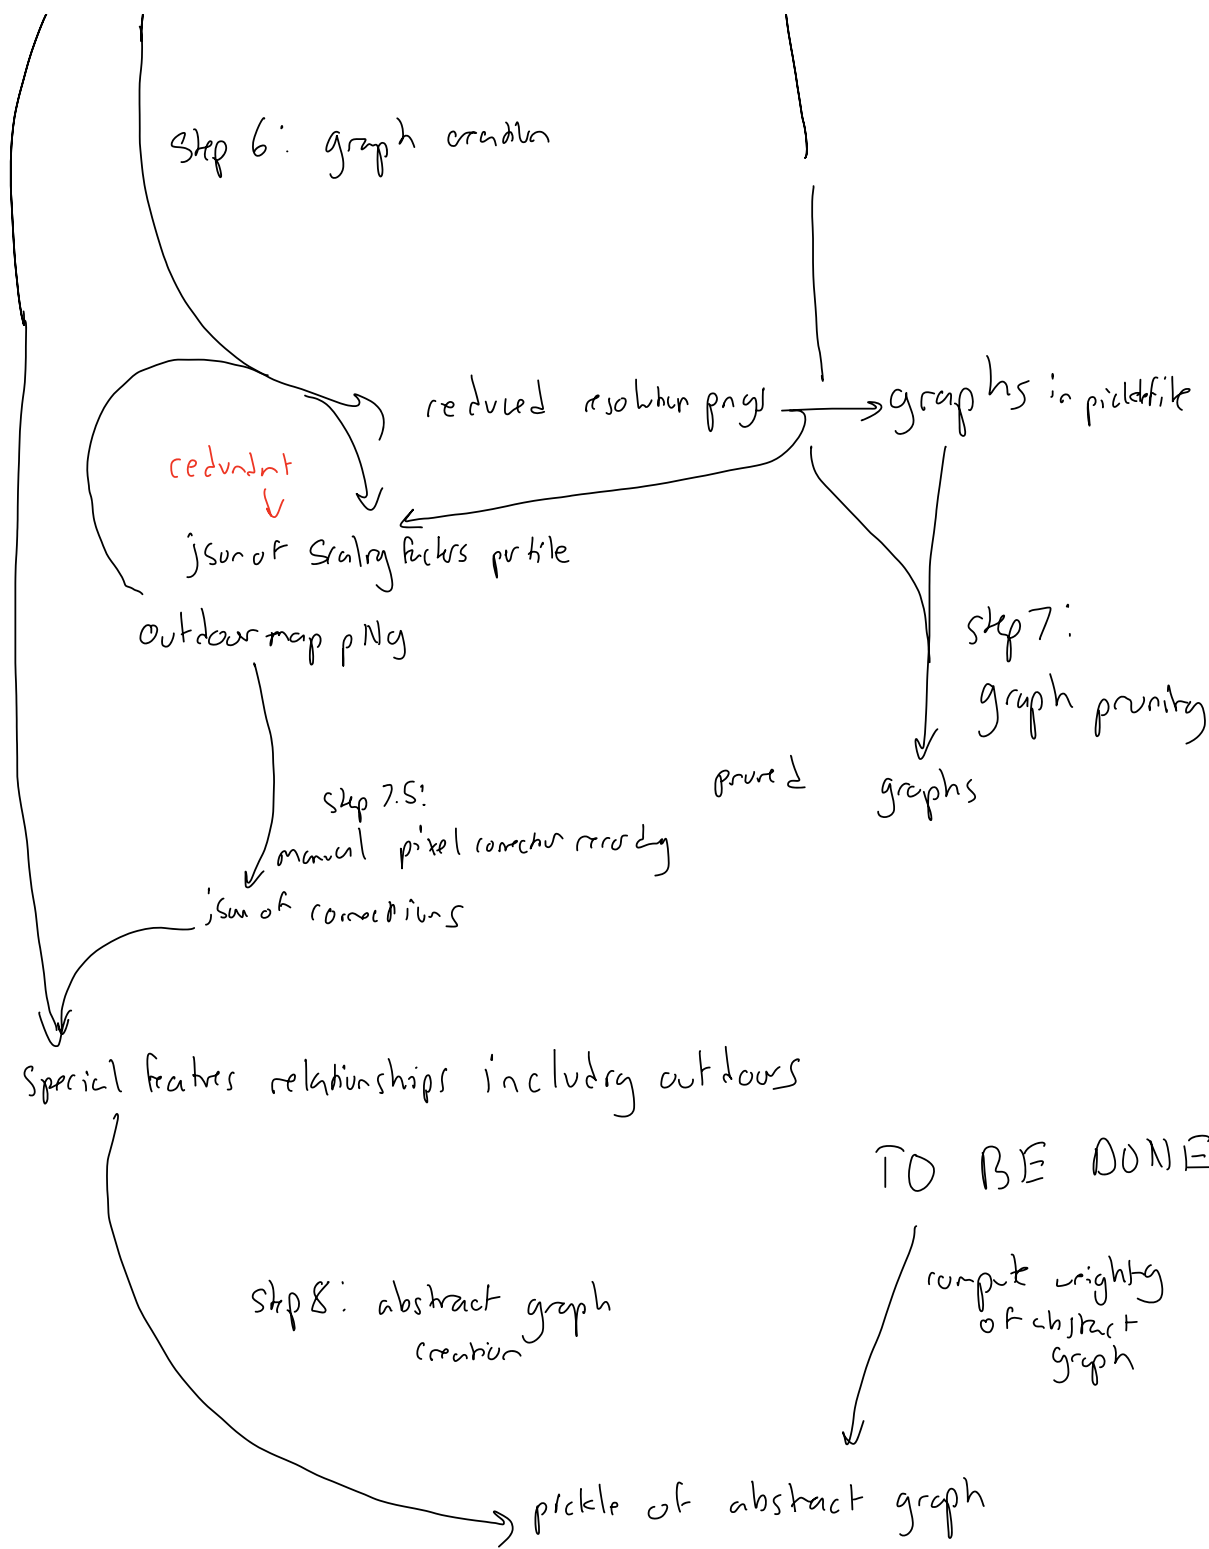 step 6: graph creation
reduced resolution pngs
graphs in picklefile
redundant
json of scaling factors per tile
outdoor map pNg
step 7:
graph pruning
pruned graphs
step 7.5:
manual pixel connection recording
json of connections
special features relationships including outdoors
TO BE DONE
compute weighting
of abstract
graph
step 8: abstract graph
creation
pickle of abstract graph